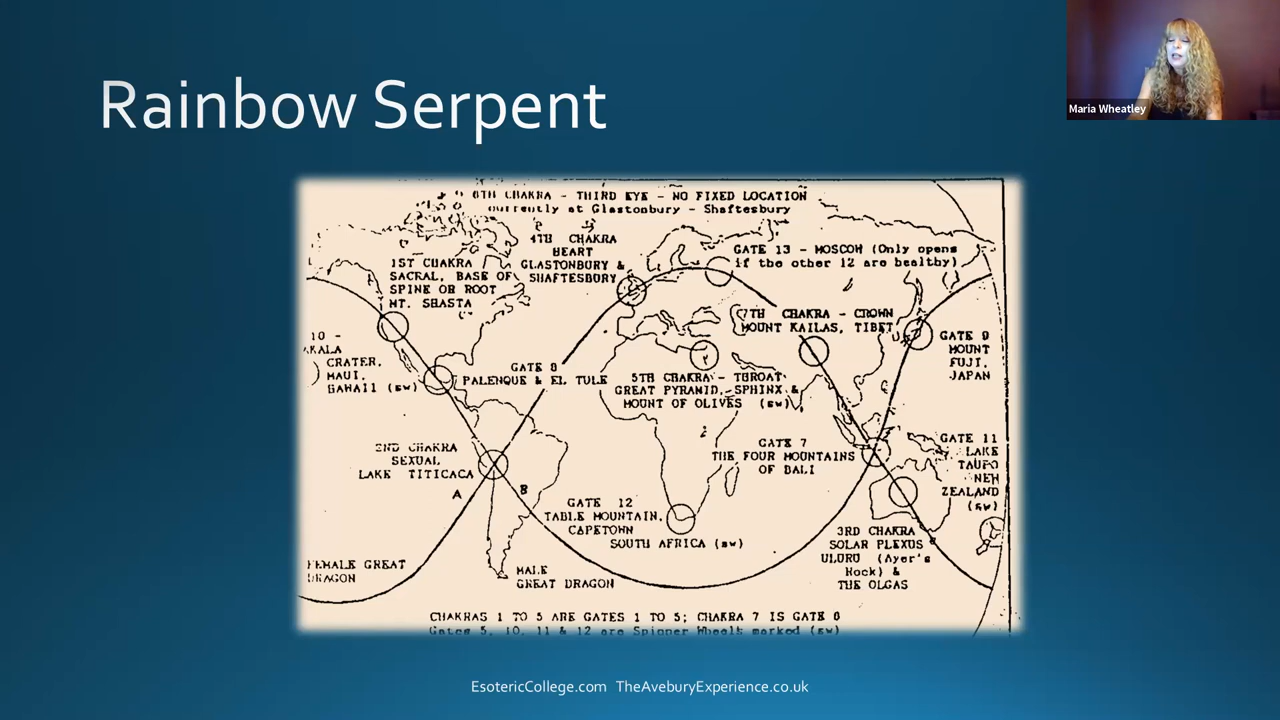 Rainbow Serpent
Maria Wheatley
6TH CHAKRA - THIRD EYE - NO FIXED LOCATION
currently at Glastonbury - Shaftesbury
4TH CHAKRA
HEART
GLASTONBURY &
SHAFTESBURY
GATE 13 - MOSCOW (Only opens
if the other 12 are healthy)
1ST CHAKRA
SACRAL, BASE OF
SPINE OR ROOT
MT. SHASTA
7TH CHAKRA - CROWN
MOUNT KAILAS, TIBET
10 -
CRATER,
MAUI,
HAWAII (sw)
GATE 9
MOUNT
FUJI,
JAPAN
GATE 8
PALENQUE & EL TULE
5TH CHAKRA - THROAT
GREAT PYRAMID, SPHINX &
MOUNT OF OLIVES (sw)
C
2ND CHAKRA
SEXUAL
LAKE TITICACA
GATE 7
THE FOUR MOUNTAINS
OF BALI
GATE 11
LAKE
TAUPO
NEW
ZEALAND
(sw)
A
B
GATE 12
TABLE MOUNTAIN,
CAPETOWN
SOUTH AFRICA (sw)
3RD CHAKRA
SOLAR PLEXUS
ULURU (Ayer's
Rock) &
THE OLGAS
FEMALE GREAT
DRAGON
MALE
GREAT DRAGON
CHAKRAS 1 TO 5 ARE GATES 1 TO 5; CHAKRA 7 IS GATE 6
Gates 5, 10, 11 & 12 are Spinner Wheels marked (sw)
EsotericCollege.com TheAveburyExperience.co.uk